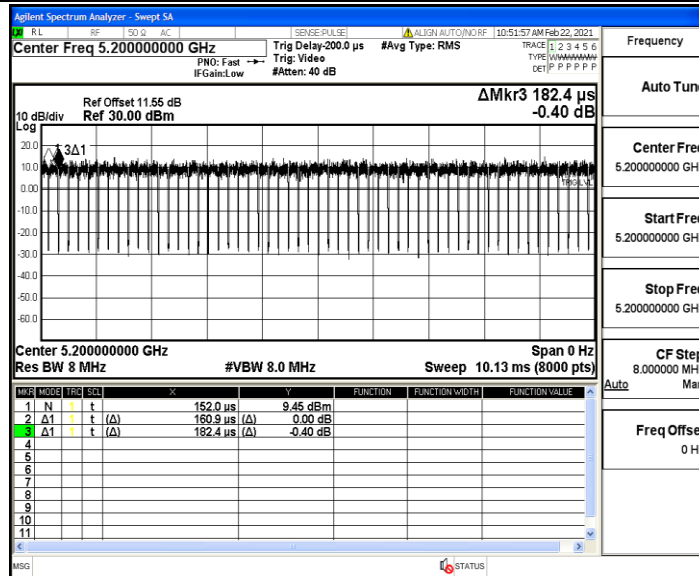 Agilent Spectrum Analyzer - Swept SA
RL RF 50 Ω AC SENSE:PULSE ALIGN AUTO/NO RF 10:51:57 AM Feb 22, 2021
Center Freq 5.200000000 GHz
PNO: Fast
IFGain:Low
Trig Delay-200.0 µs
Trig: Video
#Atten: 40 dB
#Avg Type: RMS
TRACE 1 2 3 4 5 6
TYPE WWWWWW
DET P P P P P P
Ref Offset 11.55 dB
10 dB/div Ref 30.00 dBm
Log
ΔMkr3 182.4 µs
-0.40 dB
3Δ1
20.0
10.0
0.00
-10.0
-20.0
-30.0
-40.0
-50.0
-60.0
TRIG LVL
Center 5.200000000 GHz Span 0 Hz
Res BW 8 MHz #VBW 8.0 MHz Sweep 10.13 ms (8000 pts)
MKR MODE TRC SCL X Y FUNCTION FUNCTION WIDTH FUNCTION VALUE
1 N 1 t 152.0 µs 9.45 dBm
2 Δ1 1 t (Δ) 160.9 µs (Δ) 0.00 dB
3 Δ1 1 t (Δ) 182.4 µs (Δ) -0.40 dB
4
5
6
7
8
9
10
11
MSG STATUS
Frequency
Auto Tun
Center Fre
5.200000000 GH
Start Fre
5.200000000 GH
Stop Fre
5.200000000 GH
CF Step
8.000000 MH
Auto Ma
Freq Offse
0 H